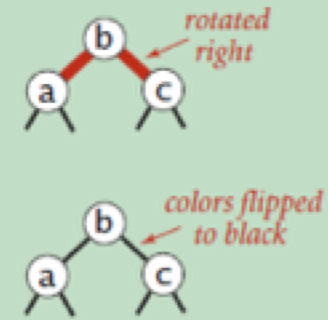 b
rotated
right
a
c
b
colors flipped
to black
a
c